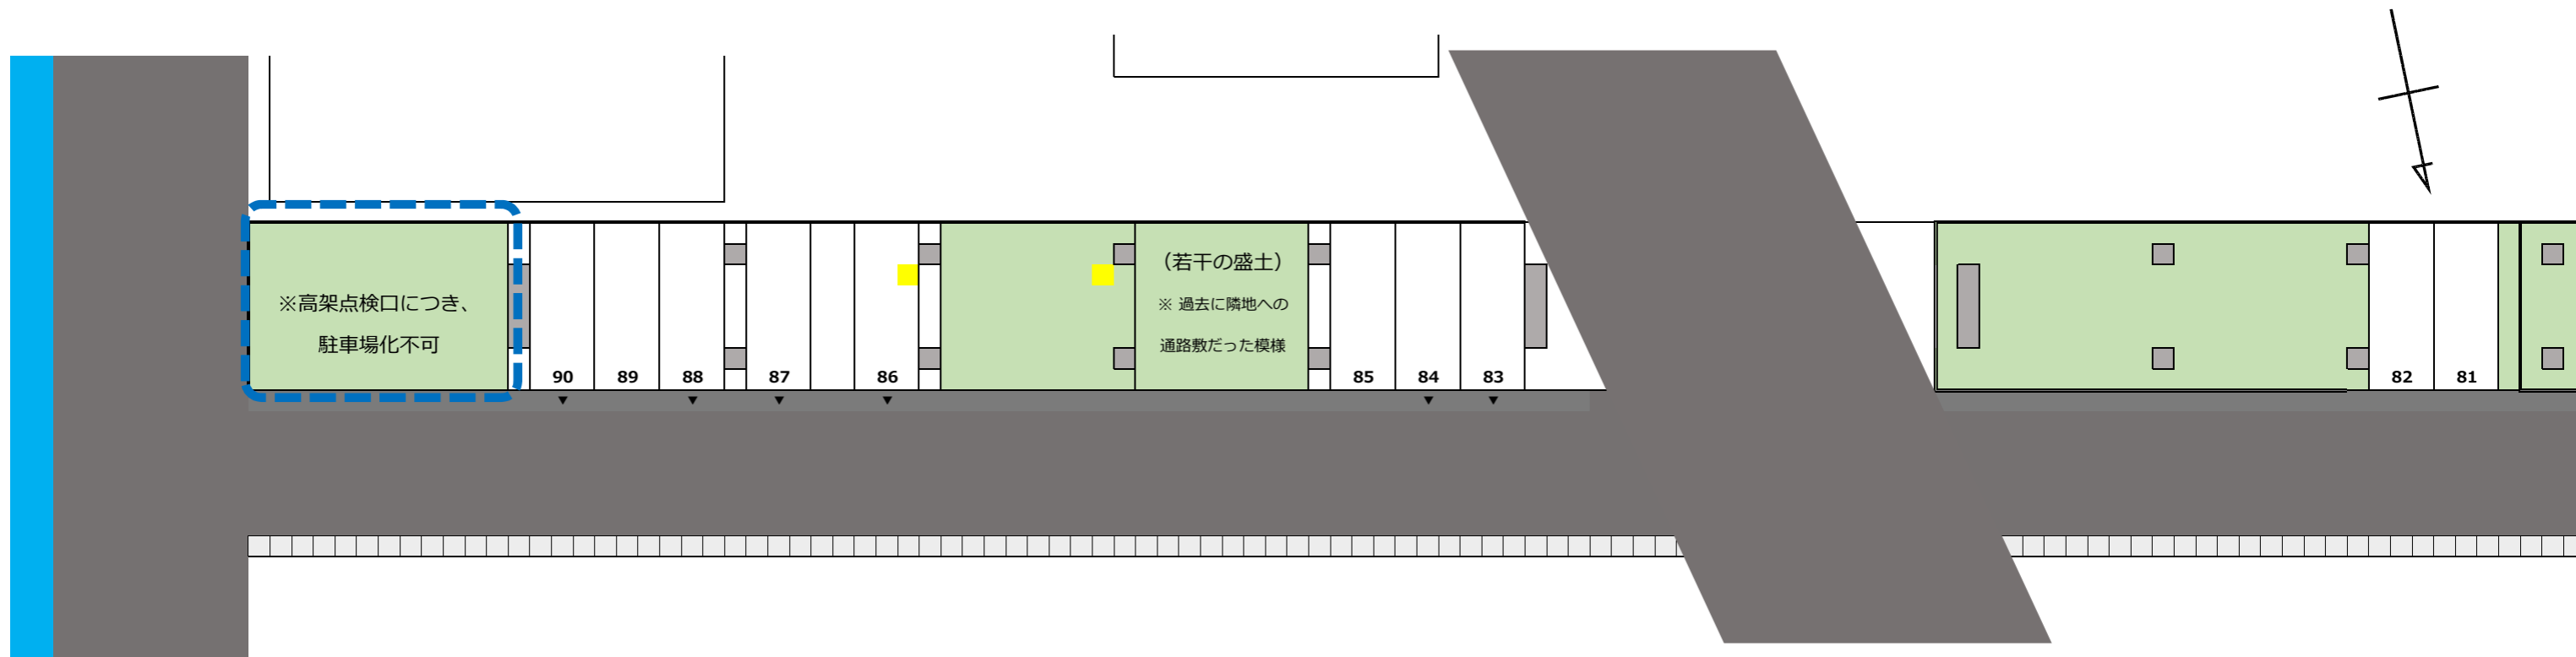 ※高架点検口につき、
駐車場化不可
(若干の盛土)
※ 過去に隣地への
通路敷だった模様
90 89 88 87 86 85 84 83 82 81